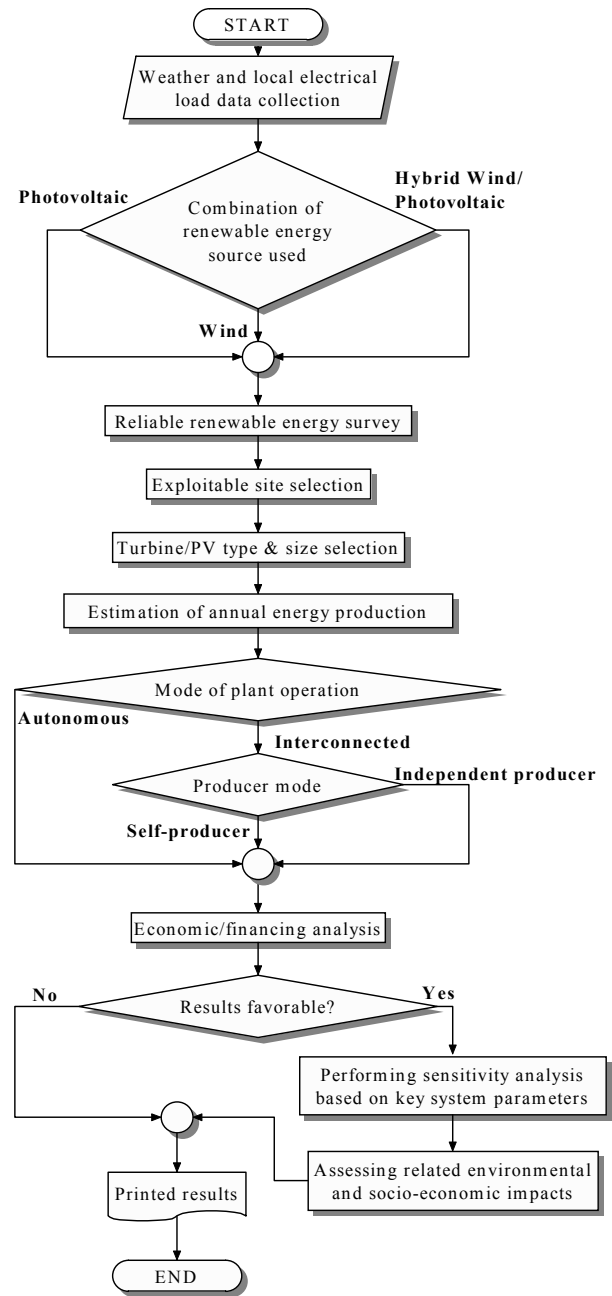 START
Weather and local electrical
load data collection
Photovoltaic
Hybrid Wind/
Photovoltaic
Combination of
renewable energy
source used
Wind
Reliable renewable energy survey
Exploitable site selection
Turbine/PV type & size selection
Estimation of annual energy production
Mode of plant operation
Autonomous
Interconnected
Producer mode
Independent producer
Self-producer
Economic/financing analysis
No
Results favorable?
Yes
Performing sensitivity analysis
based on key system parameters
Assessing related environmental
and socio-economic impacts
Printed results
END